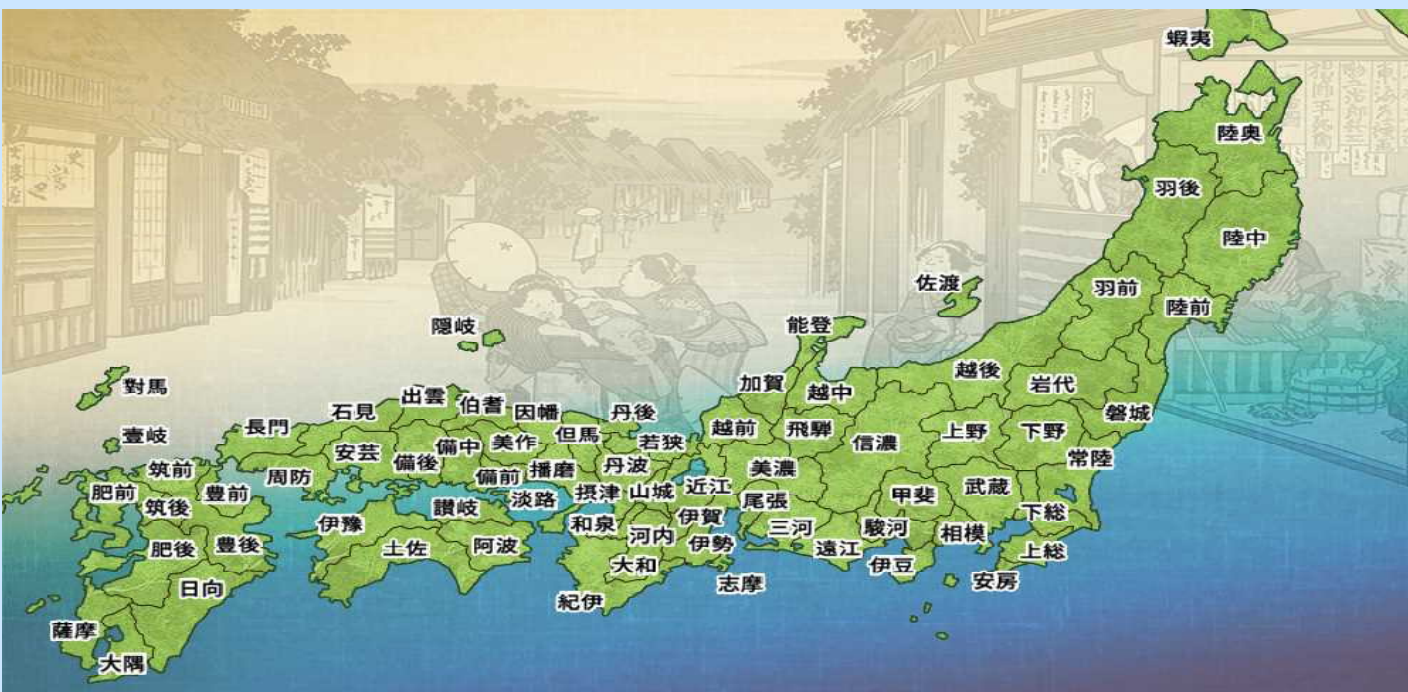 蝦夷
陸奥
羽後
陸中
佐渡
羽前
陸前
隠岐
能登
越後
岩代
加賀
越中
對馬
出雲
伯耆
因幡
丹後
石見
磐城
長門
壹岐
但馬
若狭
越前
飛騨
信濃
上野
下野
安芸
備中
美作
備後
備前
播磨
丹波
美濃
常陸
筑前
周防
肥前
豊前
淡路
摂津
山城
近江
尾張
甲斐
武蔵
筑後
讃岐
伊豫
和泉
伊賀
三河
駿河
相模
下総
河内
伊勢
肥後
豊後
土佐
阿波
遠江
上総
大和
志摩
伊豆
安房
日向
紀伊
薩摩
大隅